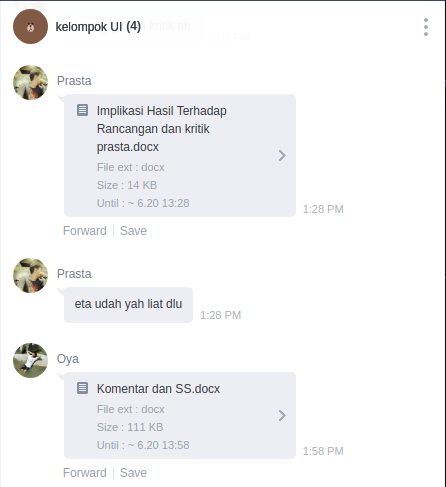 kelompok UI (4)
Prasta
Implikasi Hasil Terhadap
Rancangan dan kritik
prasta.docx
File ext : docx
Size : 14 KB
Until : ~ 6.20 13:28
1:28 PM
Forward
Save
Prasta
eta udah yah liat dlu
1:28 PM
Oya
Komentar dan SS.docx
File ext : docx
Size : 111 KB
Until : ~ 6.20 13:58
1:58 PM
Forward
Save